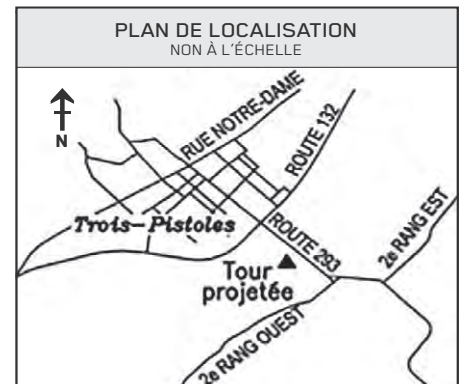 PLAN DE LOCALISATION
NON À L'ÉCHELLE
N
RUE NOTRE-DAME
ROUTE 132
Trois-Pistoles
ROUTE 293
2e RANG EST
Tour
projetée
2e RANG OUEST